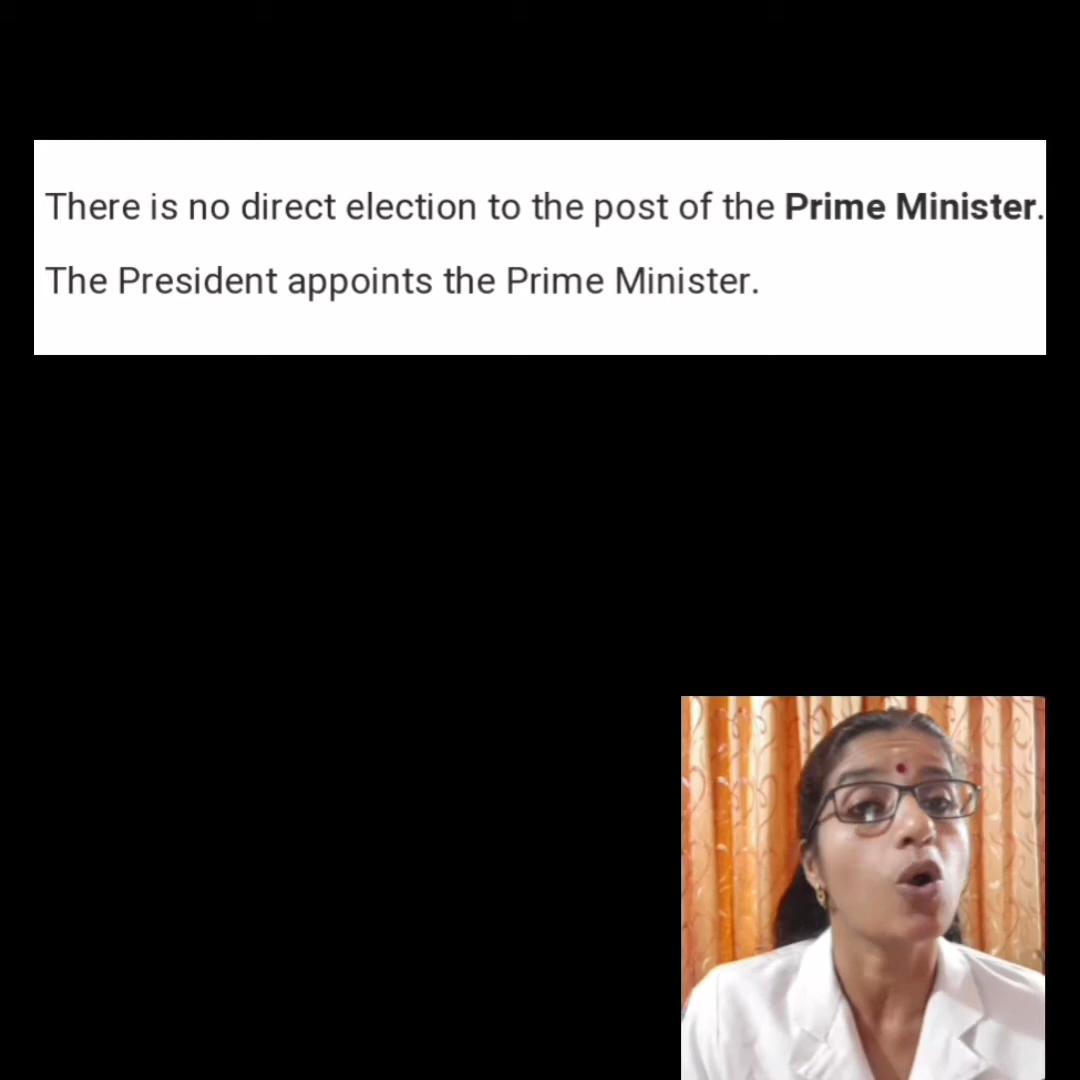 There is no direct election to the post of the Prime Minister.
The President appoints the Prime Minister.